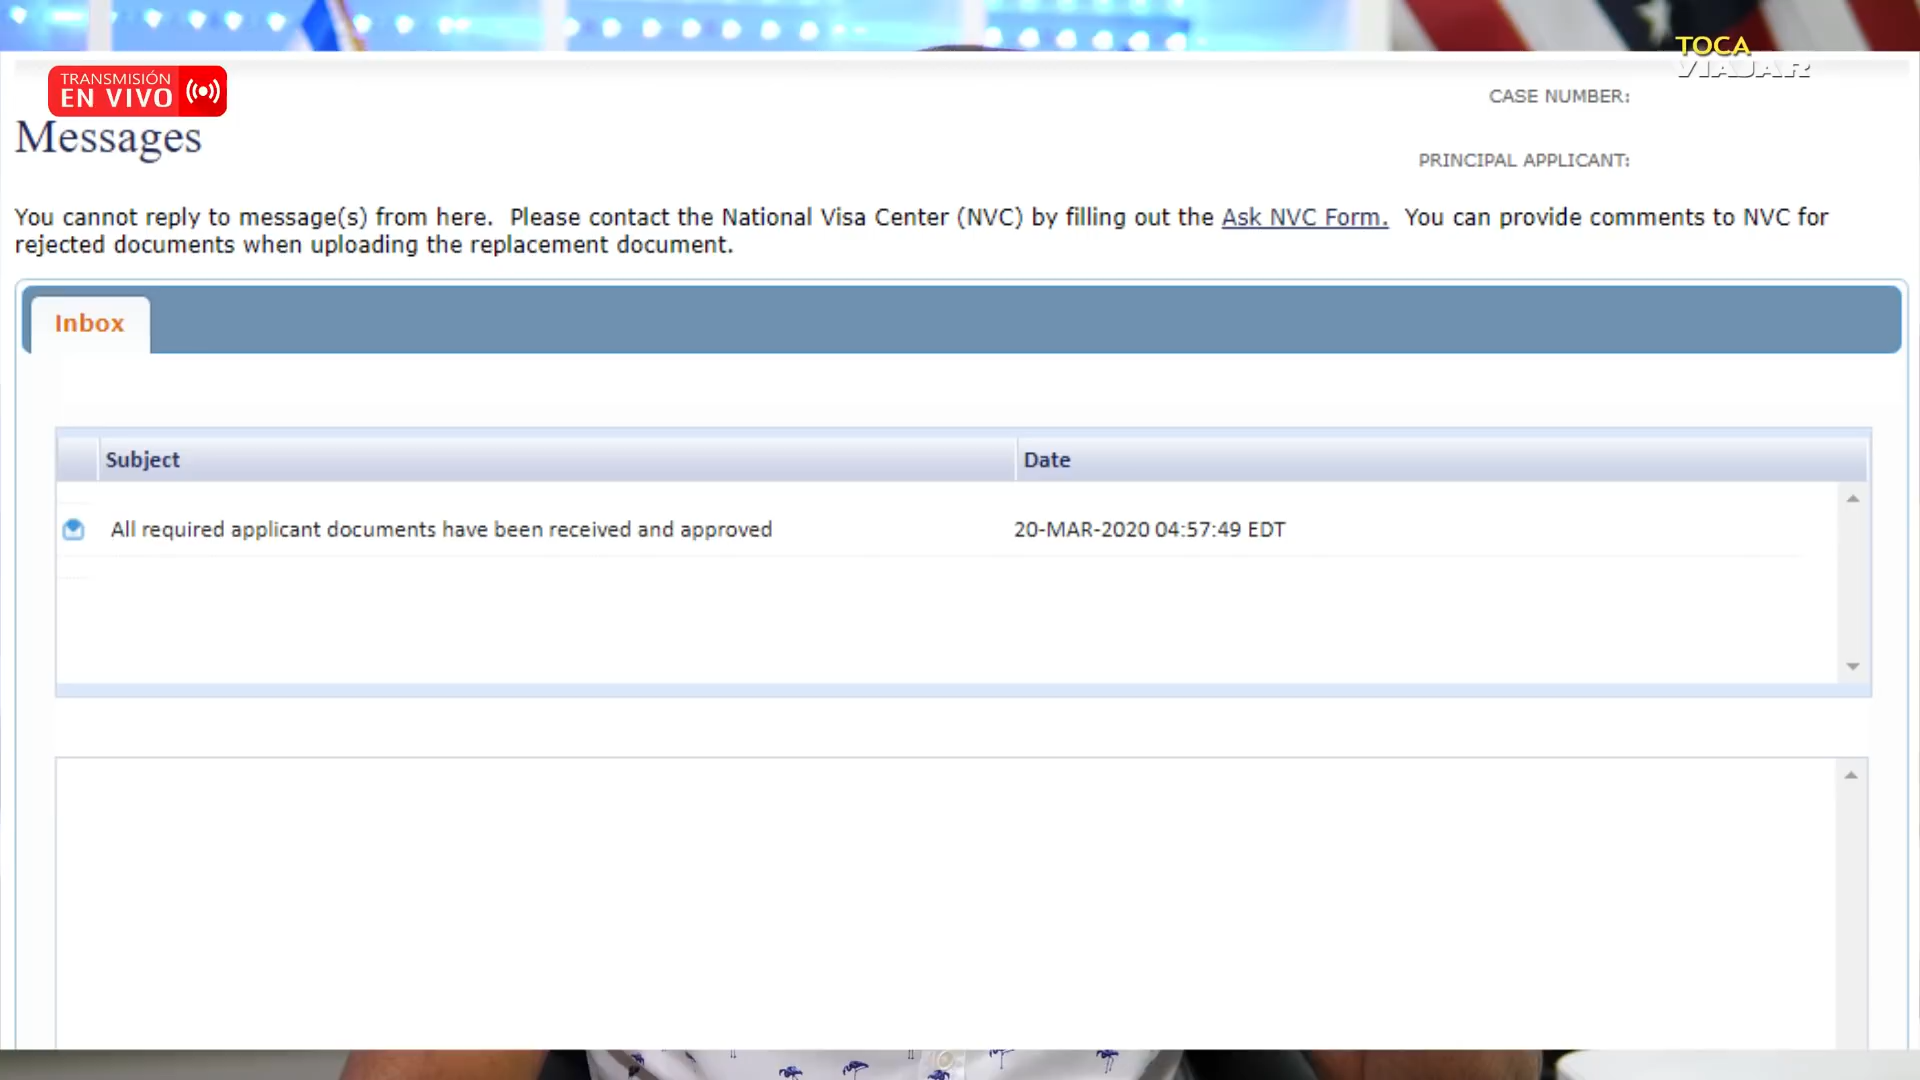 TOCA
VIAJAR
TRANSMISIÓN
EN VIVO
CASE NUMBER:
Messages
PRINCIPAL APPLICANT:
You cannot reply to message(s) from here. Please contact the National Visa Center (NVC) by filling out the Ask NVC Form. You can provide comments to NVC for
rejected documents when uploading the replacement document.
Inbox
Subject Date
All required applicant documents have been received and approved 20-MAR-2020 04:57:49 EDT